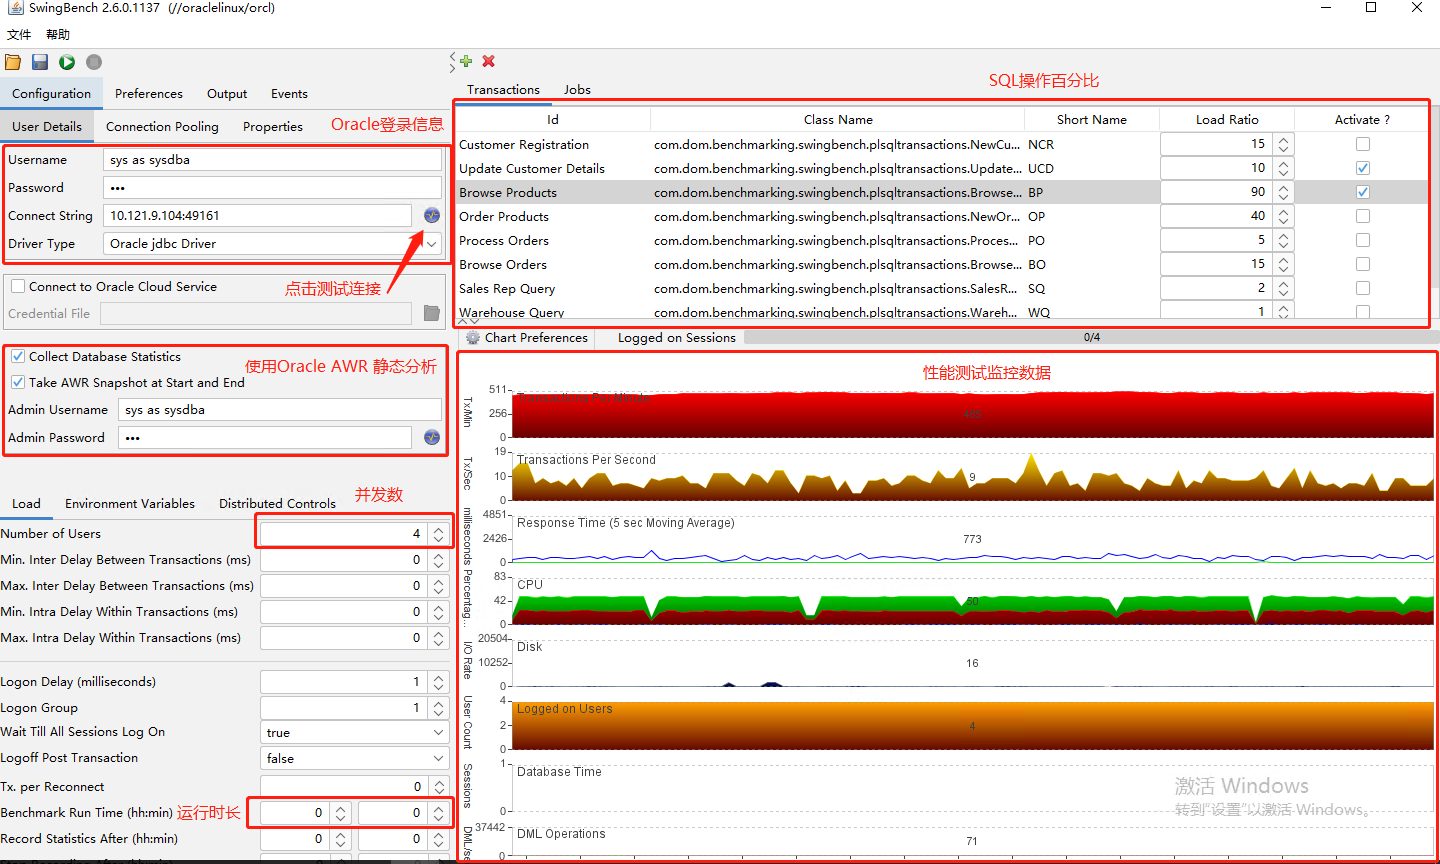 SwingBench 2.6.0.1137 (//oraclelinux/orcl)
文件 帮助
Configuration Preferences Output Events
User Details Connection Pooling Properties Oracle登录信息
Username sys as sysdba
Password •••
Connect String 10.121.9.104:49161
Driver Type Oracle jdbc Driver
Connect to Oracle Cloud Service 点击测试连接
Credential File
Collect Database Statistics
使用Oracle AWR 静态分析
Take AWR Snapshot at Start and End
Admin Username sys as sysdba
Admin Password •••
并发数
Load Environment Variables Distributed Controls
Number of Users 4
Min. Inter Delay Between Transactions (ms) 0
Max. Inter Delay Between Transactions (ms) 0
Min. Intra Delay Within Transactions (ms) 0
Max. Intra Delay Within Transactions (ms) 0
Logon Delay (milliseconds) 1
Logon Group 1
Wait Till All Sessions Log On true
Logoff Post Transaction false
Tx. per Reconnect 0
Benchmark Run Time (hh:min) 运行时长 0 0
Record Statistics After (hh:min) 0 0
SQL操作百分比
Transactions Jobs
Id Class Name Short Name Load Ratio Activate ?
Customer Registration com.dom.benchmarking.swingbench.plsqltransactions.NewCu... NCR 15
Update Customer Details com.dom.benchmarking.swingbench.plsqltransactions.Update... UCD 10
Browse Products com.dom.benchmarking.swingbench.plsqltransactions.Browse... BP 90
Order Products com.dom.benchmarking.swingbench.plsqltransactions.NewOr... OP 40
Process Orders com.dom.benchmarking.swingbench.plsqltransactions.Proces... PO 5
Browse Orders com.dom.benchmarking.swingbench.plsqltransactions.Browse... BO 15
Sales Rep Query com.dom.benchmarking.swingbench.plsqltransactions.SalesR... SQ 2
Warehouse Query com.dom.benchmarking.swingbench.plsqltransactions.Wareh... WQ 1
Chart Preferences Logged on Sessions 0/4
性能测试监控数据
Tx/Min 511 256 0
Transactions Per Minute
Tx/Sec 19 10 0
Transactions Per Second
9
milliseconds 4851 2426 0
Response Time (5 sec Moving Average)
773
Percentag... 83 42 0
CPU
50
I/O Rate 20504 10252 0
Disk
16
User Count 4 2 0
Logged on Users
4
Sessions 1 0
Database Time
DML/se 37442 0
DML Operations
71
激活 Windows
转到"设置"以激活 Windows。